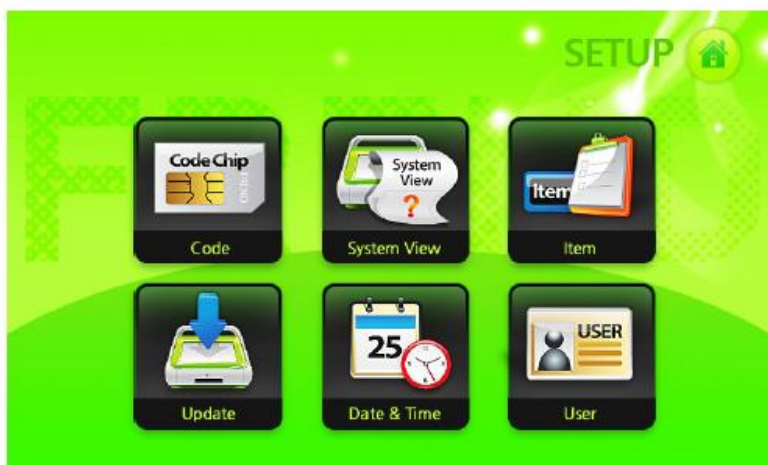 SETUP
Code Chip
Code
System
View
?
System View
Item
Item
Update
25
Date & Time
USER
User